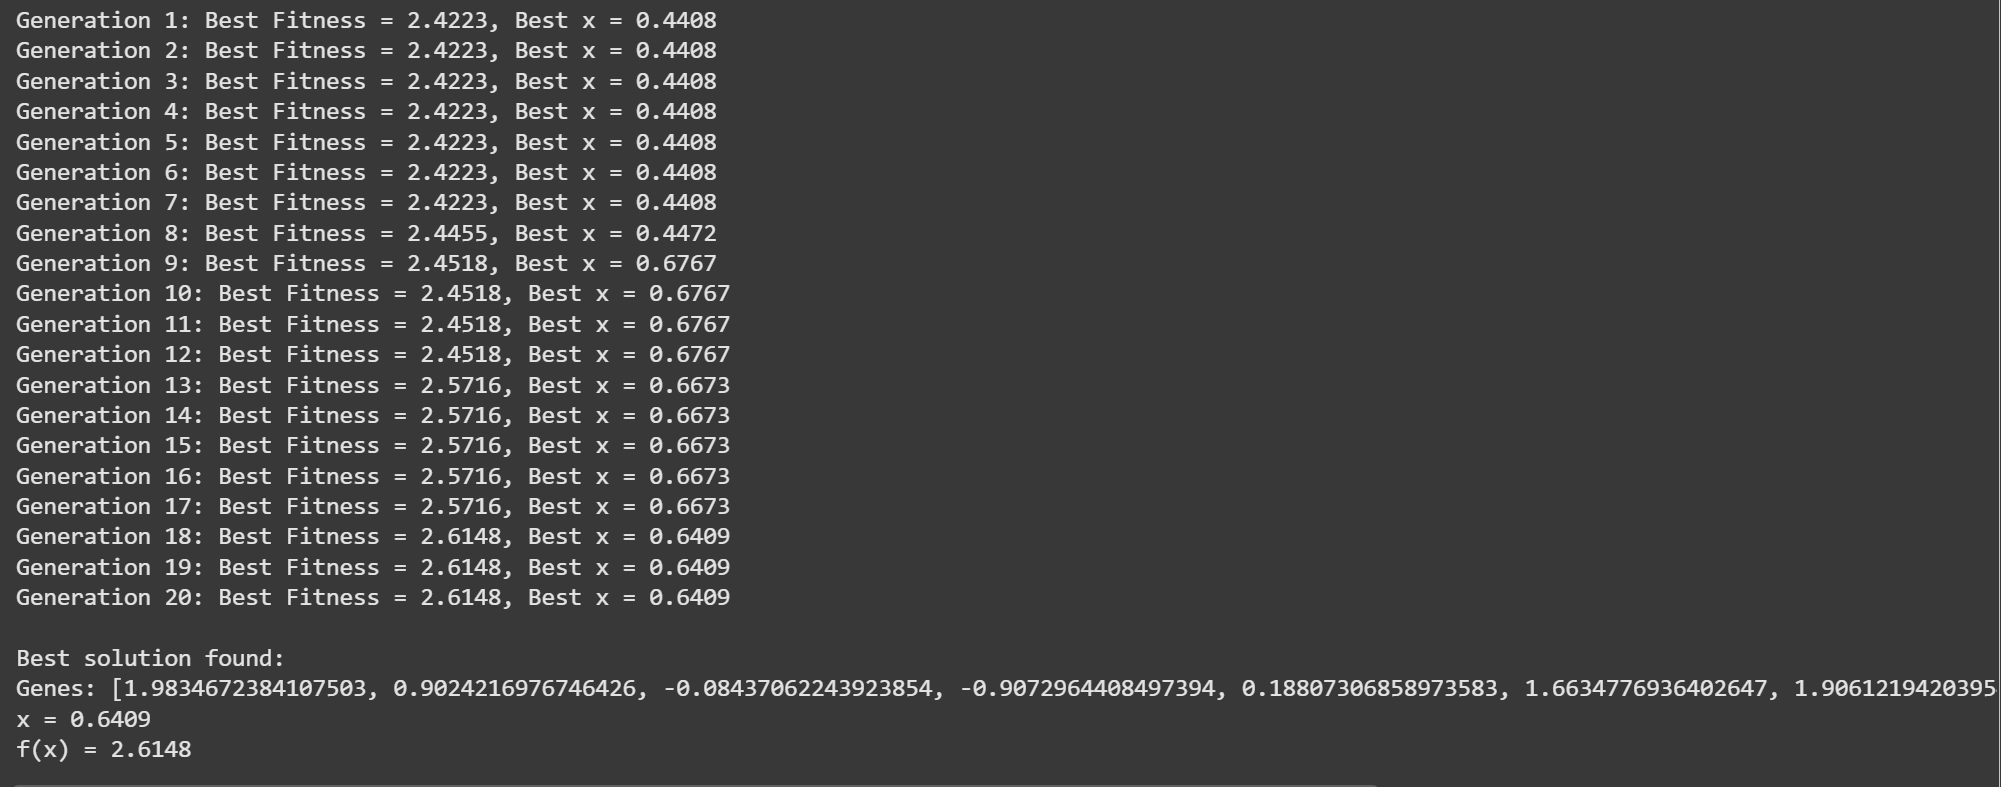 Generation 1: Best Fitness = 2.4223, Best x = 0.4408
Generation 2: Best Fitness = 2.4223, Best x = 0.4408
Generation 3: Best Fitness = 2.4223, Best x = 0.4408
Generation 4: Best Fitness = 2.4223, Best x = 0.4408
Generation 5: Best Fitness = 2.4223, Best x = 0.4408
Generation 6: Best Fitness = 2.4223, Best x = 0.4408
Generation 7: Best Fitness = 2.4223, Best x = 0.4408
Generation 8: Best Fitness = 2.4455, Best x = 0.4472
Generation 9: Best Fitness = 2.4518, Best x = 0.6767
Generation 10: Best Fitness = 2.4518, Best x = 0.6767
Generation 11: Best Fitness = 2.4518, Best x = 0.6767
Generation 12: Best Fitness = 2.4518, Best x = 0.6767
Generation 13: Best Fitness = 2.5716, Best x = 0.6673
Generation 14: Best Fitness = 2.5716, Best x = 0.6673
Generation 15: Best Fitness = 2.5716, Best x = 0.6673
Generation 16: Best Fitness = 2.5716, Best x = 0.6673
Generation 17: Best Fitness = 2.5716, Best x = 0.6673
Generation 18: Best Fitness = 2.6148, Best x = 0.6409
Generation 19: Best Fitness = 2.6148, Best x = 0.6409
Generation 20: Best Fitness = 2.6148, Best x = 0.6409
Best solution found:
Genes: [1.9834672384107503, 0.9024216976746426, -0.08437062243923854, -0.9072964408497394, 0.18807306858973583, 1.6634776936402647, 1.906121942039​5
x = 0.6409
f(x) = 2.6148